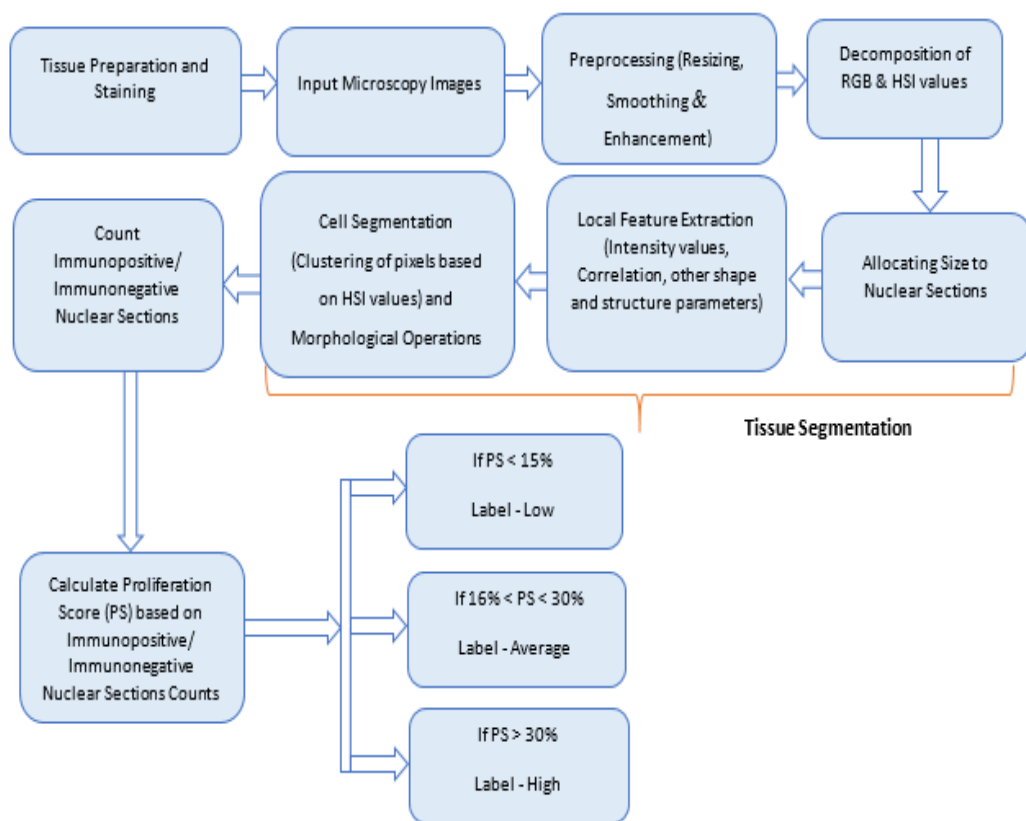 Tissue Preparation and
Staining
Input Microscopy Images
Preprocessing (Resizing,
Smoothing &
Enhancement)
Decomposition of
RGB & HSI values
Allocating Size to
Nuclear Sections
Local Feature Extraction
(Intensity values,
Correlation, other shape
and structure parameters)
Cell Segmentation
(Clustering of pixels based
on HSI values) and
Morphological Operations
Count
Immunopositive/
Immunonegative
Nuclear Sections
Tissue Segmentation
Calculate Proliferation
Score (PS) based on
Immunopositive/
Immunonegative
Nuclear Sections Counts
If PS < 15%
Label - Low
If 16% < PS < 30%
Label - Average
If PS > 30%
Label - High